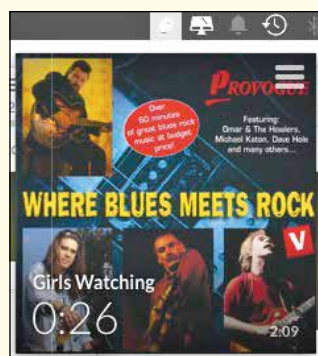 PROVOGUE
Over
60 minutes
of great blues rock
music at budget
price!
Featuring:
Omar & The Howlers,
Michael Katon, Dave Hole
and many others...
WHERE BLUES MEETS ROCK
V
Girls Watching
0:26
2:09